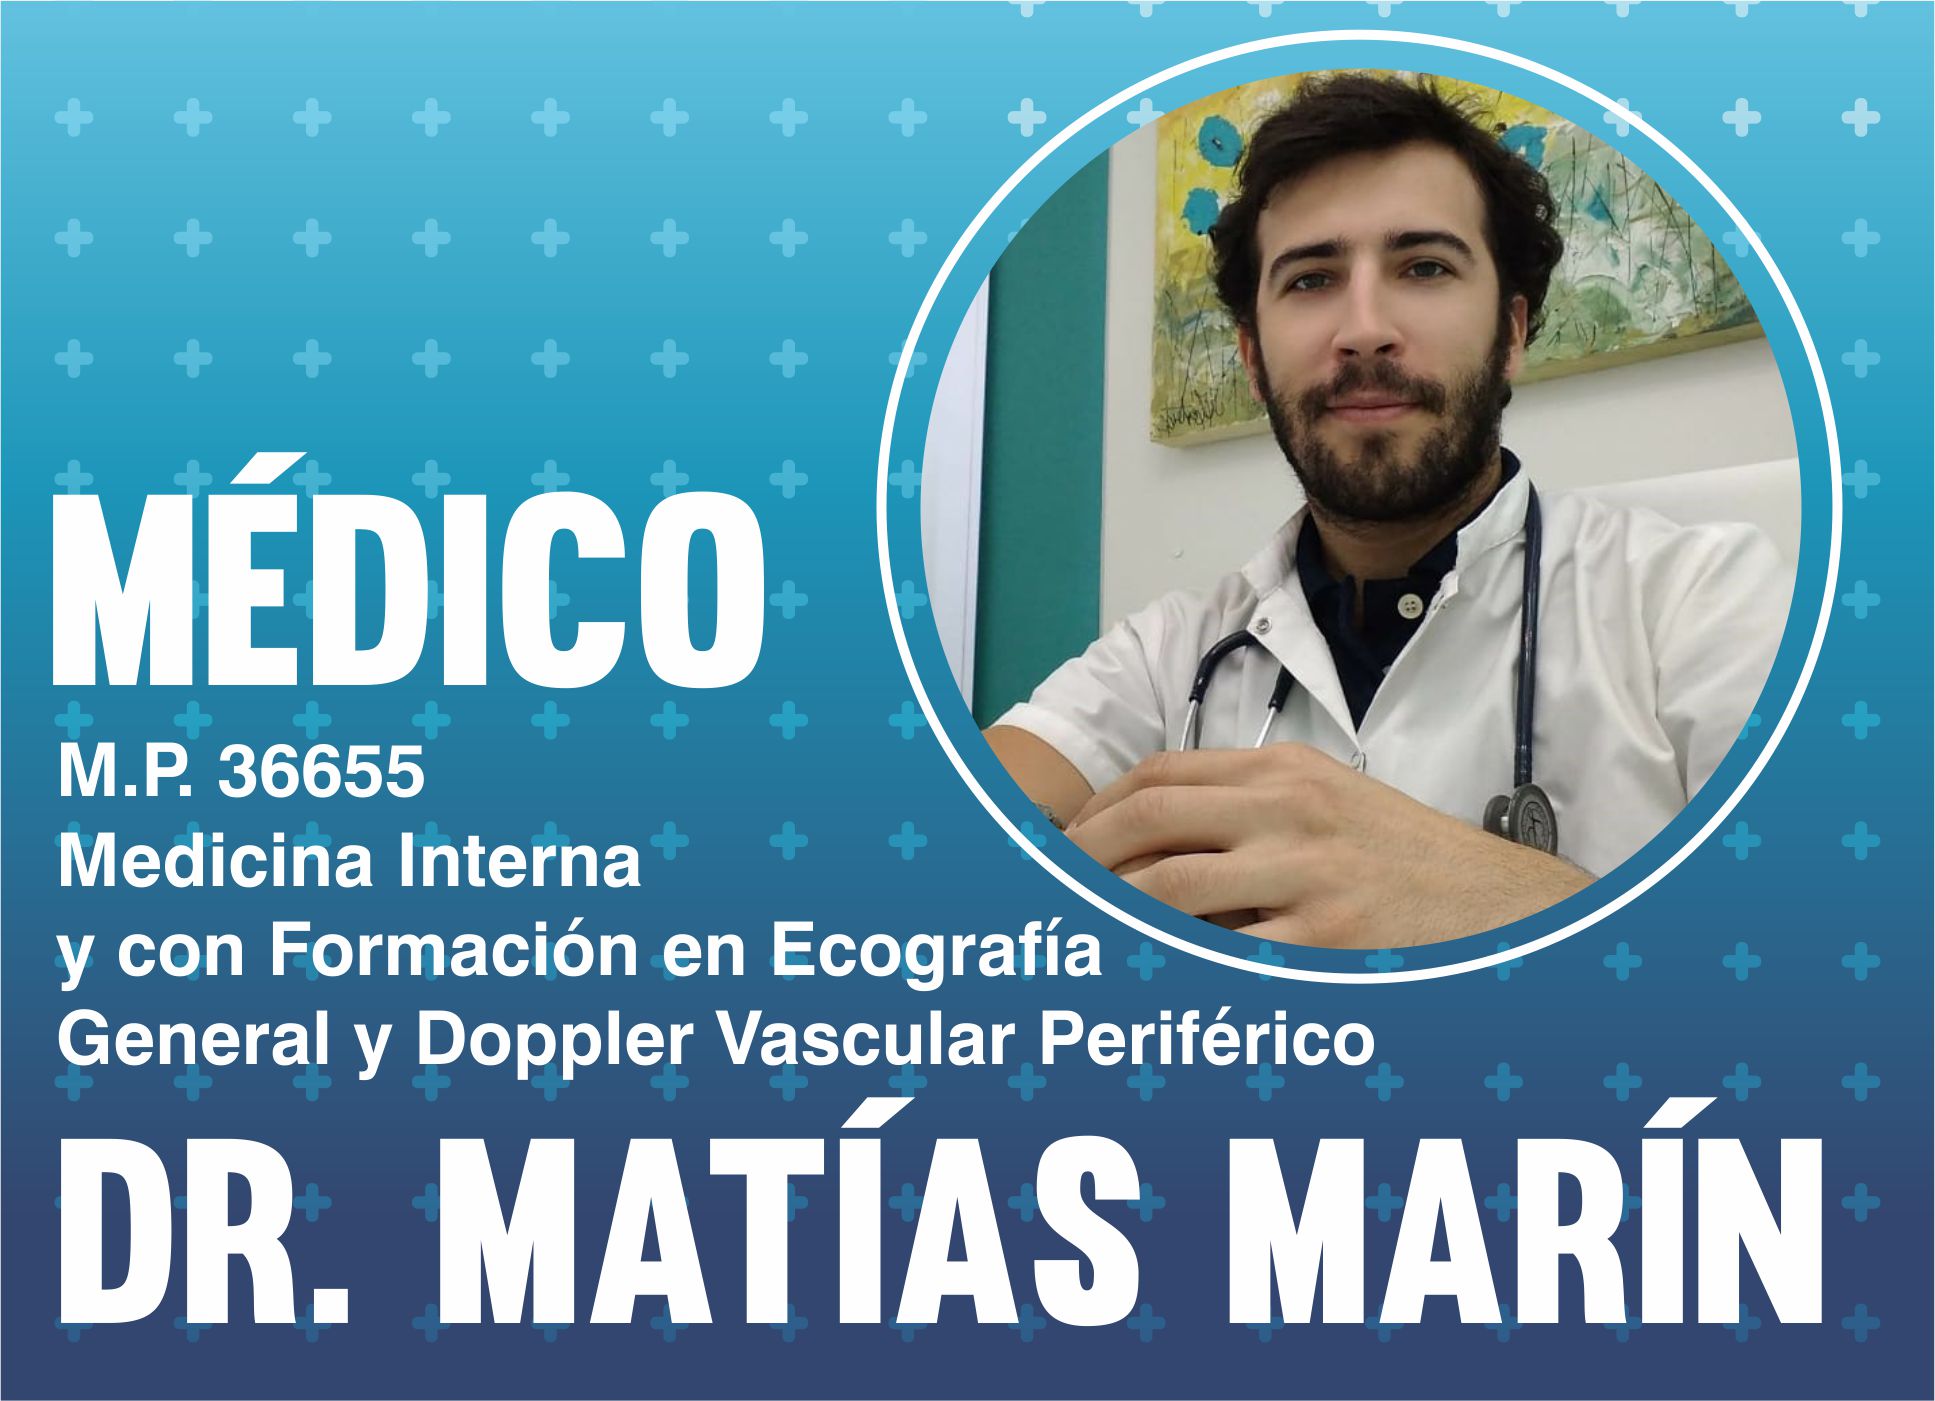 MÉDICO
M.P. 36655
Medicina Interna
y con Formación en Ecografía
General y Doppler Vascular Periférico
DR. MATÍAS MARÍN